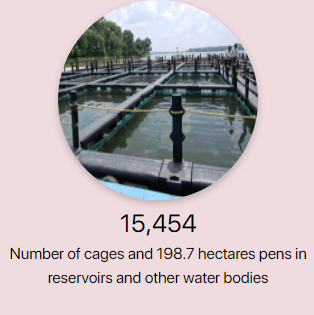 15,454
Number of cages and 198.7 hectares pens in
reservoirs and other water bodies